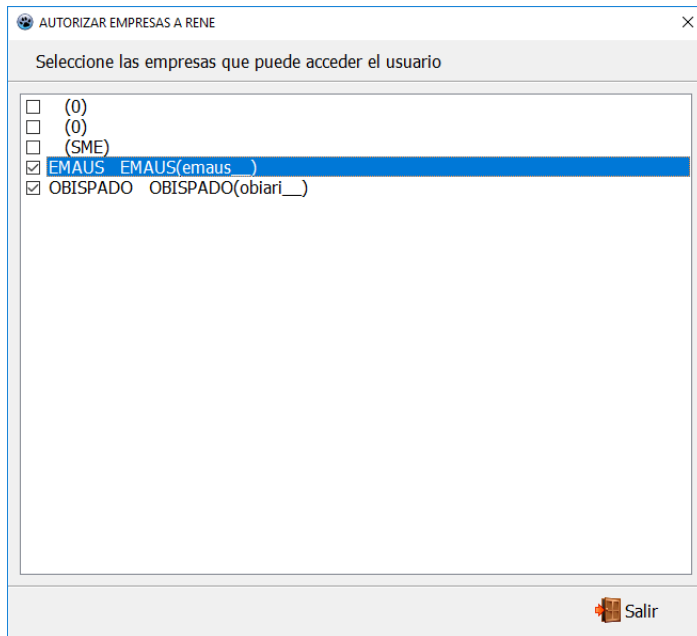 AUTORIZAR EMPRESAS A RENE
Seleccione las empresas que puede acceder el usuario
(0)
(0)
(SME)
EMAUS EMAUS(emaus__)
OBISPADO OBISPADO(obiari__)
Salir